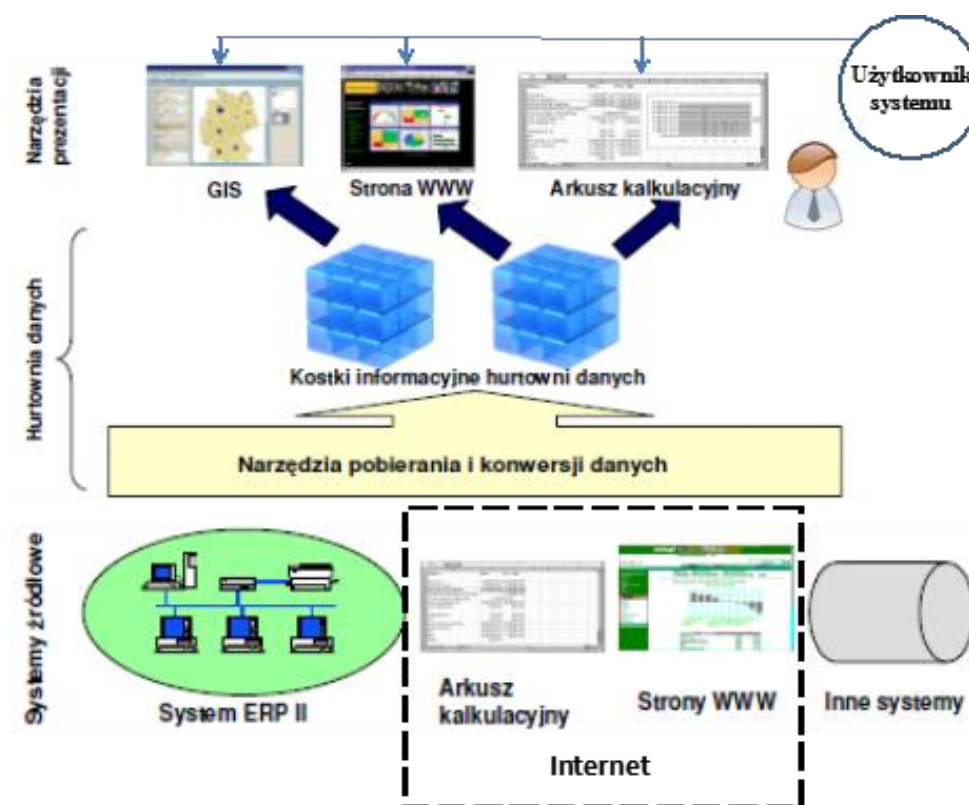 Użytkownik
systemu
Narzędzia
prezentacji
GIS
Strona WWW
Arkusz kalkulacyjny
Hurtownia danych
Kostki informacyjne hurtowni danych
Narzędzia pobierania i konwersji danych
Systemy źródłowe
System ERP II
Arkusz
kalkulacyjny
Strony WWW
Inne systemy
Internet